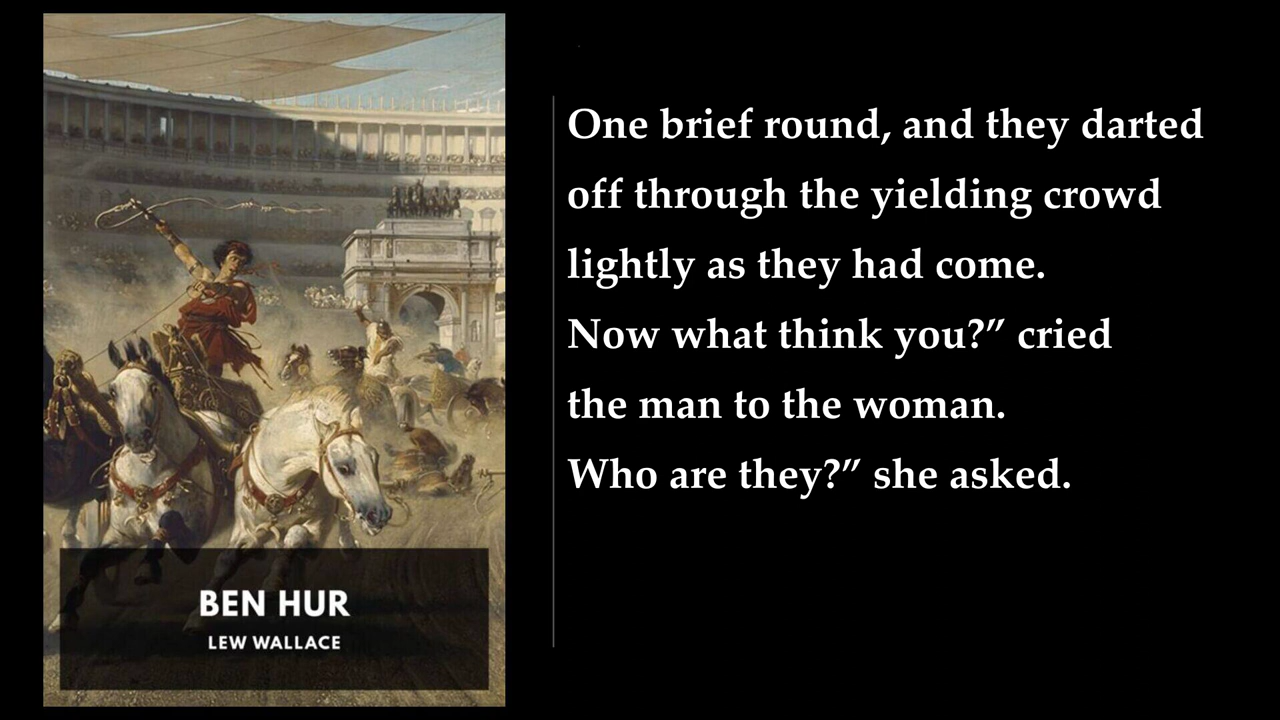 BEN HUR
LEW WALLACE
One brief round, and they darted
off through the yielding crowd
lightly as they had come.
Now what think you?” cried
the man to the woman.
Who are they?” she asked.